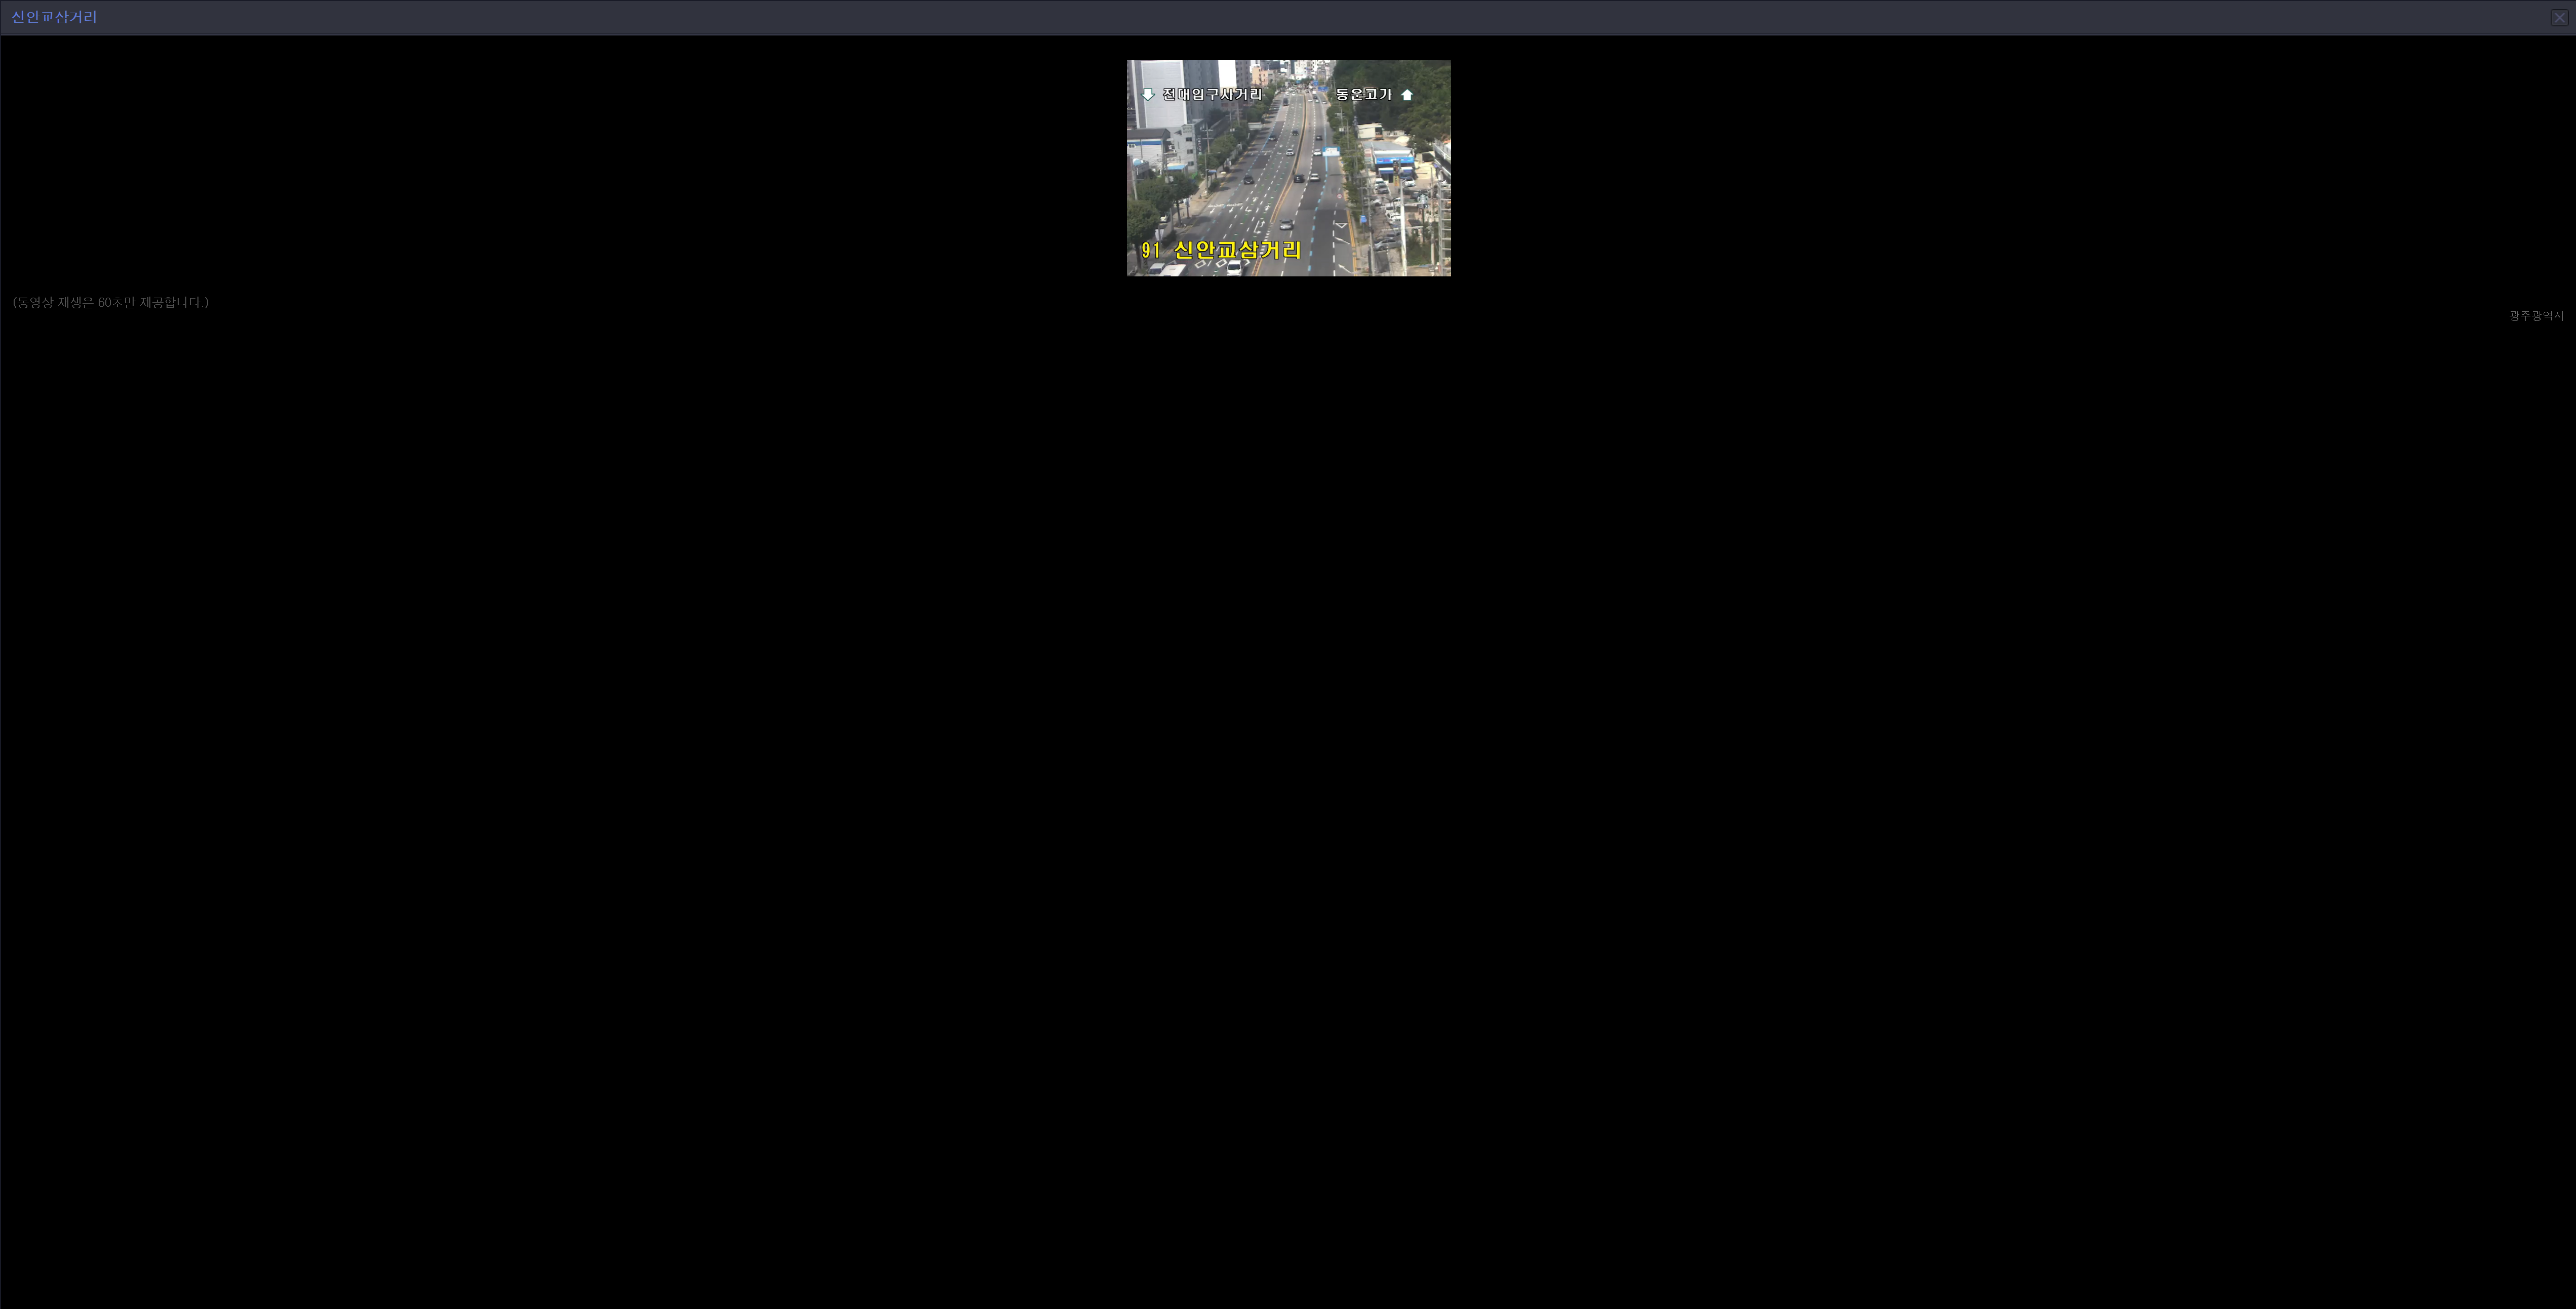 신안교삼거리
전대입구사거리 동운고가
91 신안교삼거리
(동영상 재생은 60초만 제공합니다.)
광주광역시